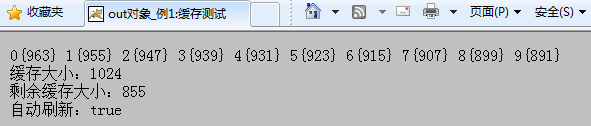 收藏夹 out对象_例1:缓存测试 页面(P) 安全(S)
0{963} 1{955} 2{947} 3{939} 4{931} 5{923} 6{915} 7{907} 8{899} 9{891}
缓存大小：1024
剩余缓存大小：855
自动刷新：true